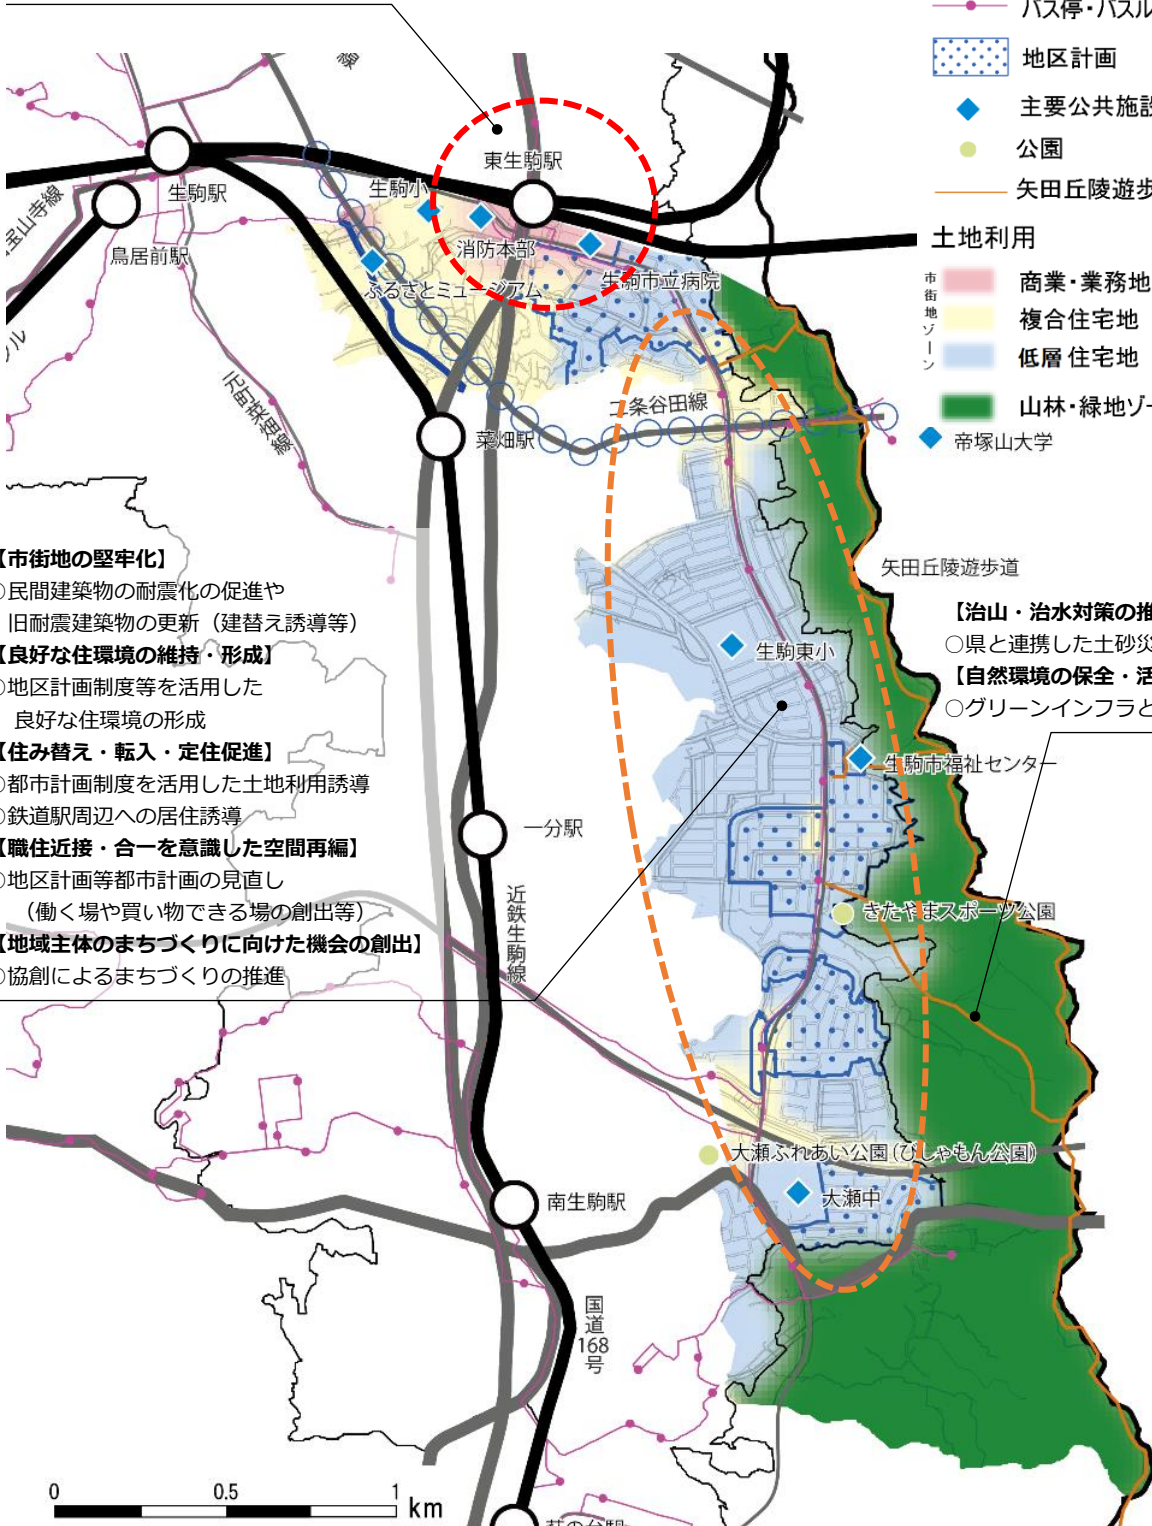 バス停・バスル
地区計画
主要公共施設
公園
矢田丘陵遊歩
土地利用
市街地ゾーン
商業・業務地
複合住宅地
低層住宅地
山林・緑地ゾー
帝塚山大学
東生駒駅
生駒駅
生駒小
宝山寺線
鳥居前駅
消防本部
生駒市立病院
ふるさとミュージアム
元町菜畑線
二条谷田線
菜畑駅
矢田丘陵遊歩道
【市街地の堅牢化】
○民間建築物の耐震化の促進や
旧耐震建築物の更新（建替え誘導等）
【良好な住環境の維持・形成】
○地区計画制度等を活用した
良好な住環境の形成
【住み替え・転入・定住促進】
○都市計画制度を活用した土地利用誘導
○鉄道駅周辺への居住誘導
【職住近接・合一を意識した空間再編】
○地区計画等都市計画の見直し
（働く場や買い物できる場の創出等）
【地域主体のまちづくりに向けた機会の創出】
○協創によるまちづくりの推進
【治山・治水対策の推
○県と連携した土砂災
【自然環境の保全・活
○グリーンインフラと
生駒東小
生駒市福祉センター
一分駅
近鉄生駒線
きたやまスポーツ公園
大瀬ふれあい公園（びしゃもん公園）
大瀬中
南生駒駅
国道168号
萩の台駅
0 0.5 1 km